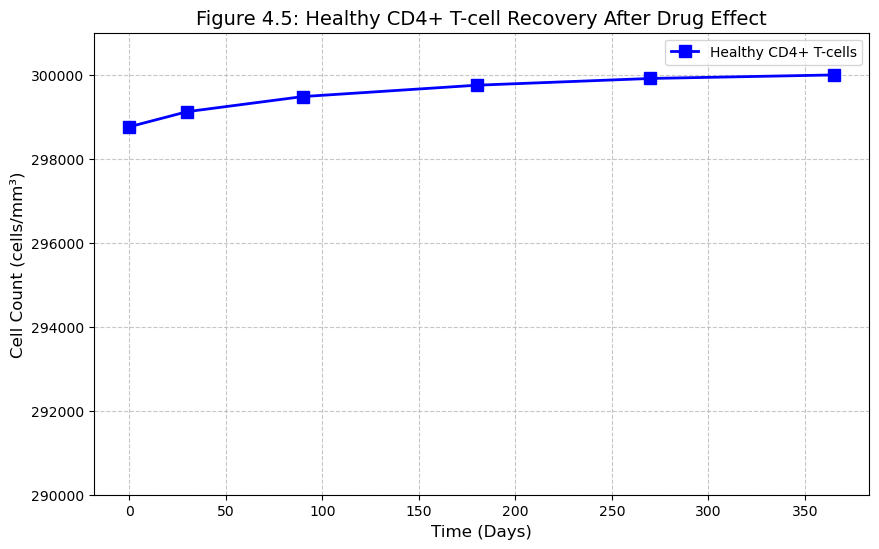 Figure 4.5: Healthy CD4+ T-cell Recovery After Drug Effect
Healthy CD4+ T-cells
Cell Count (cells/mm³)
300000
298000
296000
294000
292000
290000
0 50 100 150 200 250 300 350
Time (Days)